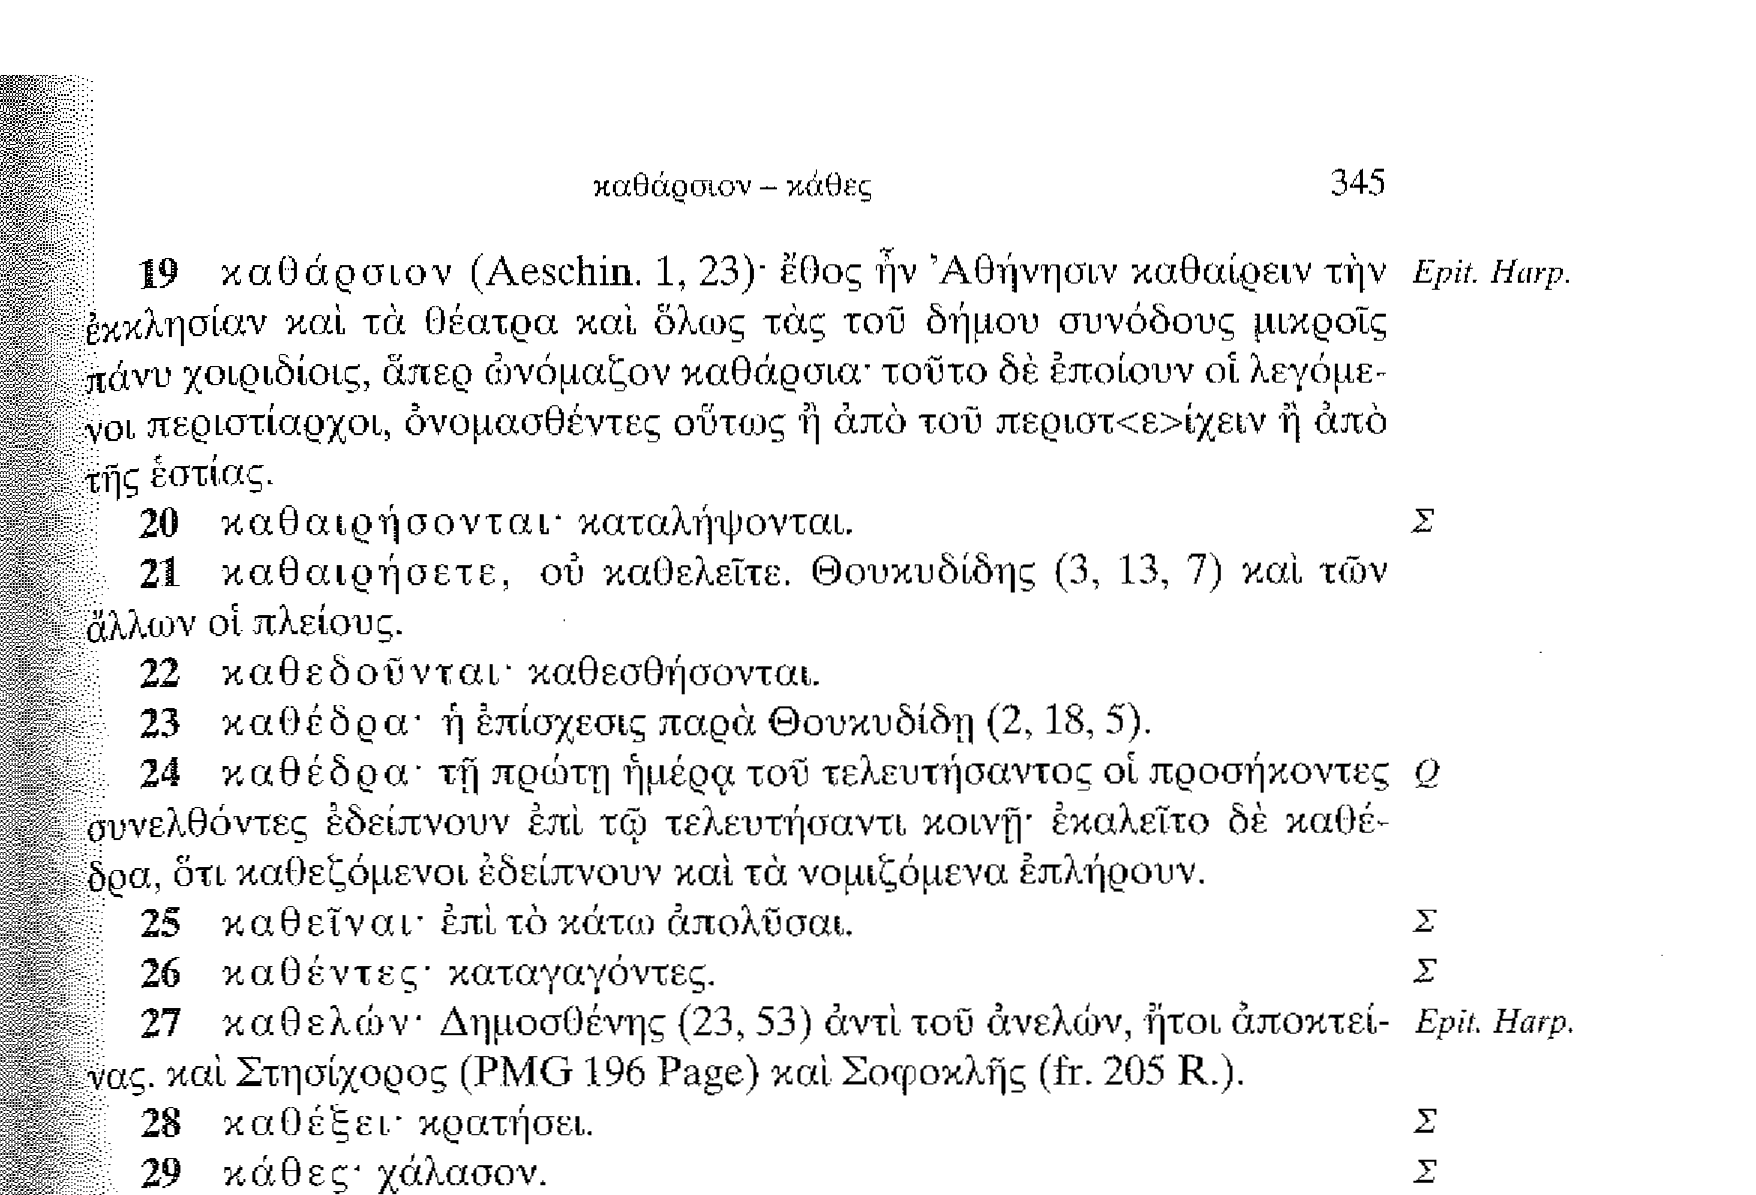 καθάρσιον – κάθες 345
19 καθάρσιον (Aeschin. 1, 23)· ἔθος ἦν Ἀθήνησιν καθαίρειν τὴν Epit. Harp.
ἐκκλησίαν καὶ τὰ θέατρα καὶ ὅλως τὰς τοῦ δήμου συνόδους μικροῖς
πάνυ χοιριδίοις, ἅπερ ὠνόμαζον καθάρσια· τοῦτο δὲ ἐποίουν οἱ λεγόμε-
νοι περιστίαρχοι, ὀνομασθέντες οὕτως ἢ ἀπὸ τοῦ περιστ<ε>ίχειν ἢ ἀπὸ
τῆς ἑστίας.
20 καθαιρήσονται· καταλήψονται. Σ
21 καθαιρήσετε, οὐ καθελεῖτε. Θουκυδίδης (3, 13, 7) καὶ τῶν
ἄλλων οἱ πλείους.
22 καθεδοῦνται· καθεσθήσονται.
23 καθέδρα· ἡ ἐπίσχεσις παρὰ Θουκυδίδῃ (2, 18, 5).
24 καθέδρα· τῇ πρώτῃ ἡμέρᾳ τοῦ τελευτήσαντος οἱ προσήκοντες Q
συνελθόντες ἐδείπνουν ἐπὶ τῷ τελευτήσαντι κοινῇ· ἐκαλεῖτο δὲ καθέ-
δρα, ὅτι καθεζόμενοι ἐδείπνουν καὶ τὰ νομιζόμενα ἐπλήρουν.
25 καθεῖναι· ἐπὶ τὸ κάτω ἀπολῦσαι. Σ
26 καθέντες· καταγαγόντες. Σ
27 καθελών· Δημοσθένης (23, 53) ἀντὶ τοῦ ἀνελών, ἤτοι ἀποκτεί- Epit. Harp.
νας. καὶ Στησίχορος (PMG 196 Page) καὶ Σοφοκλῆς (fr. 205 R.).
28 καθέξει· κρατήσει. Σ
29 κάθες· χάλασον. Σ